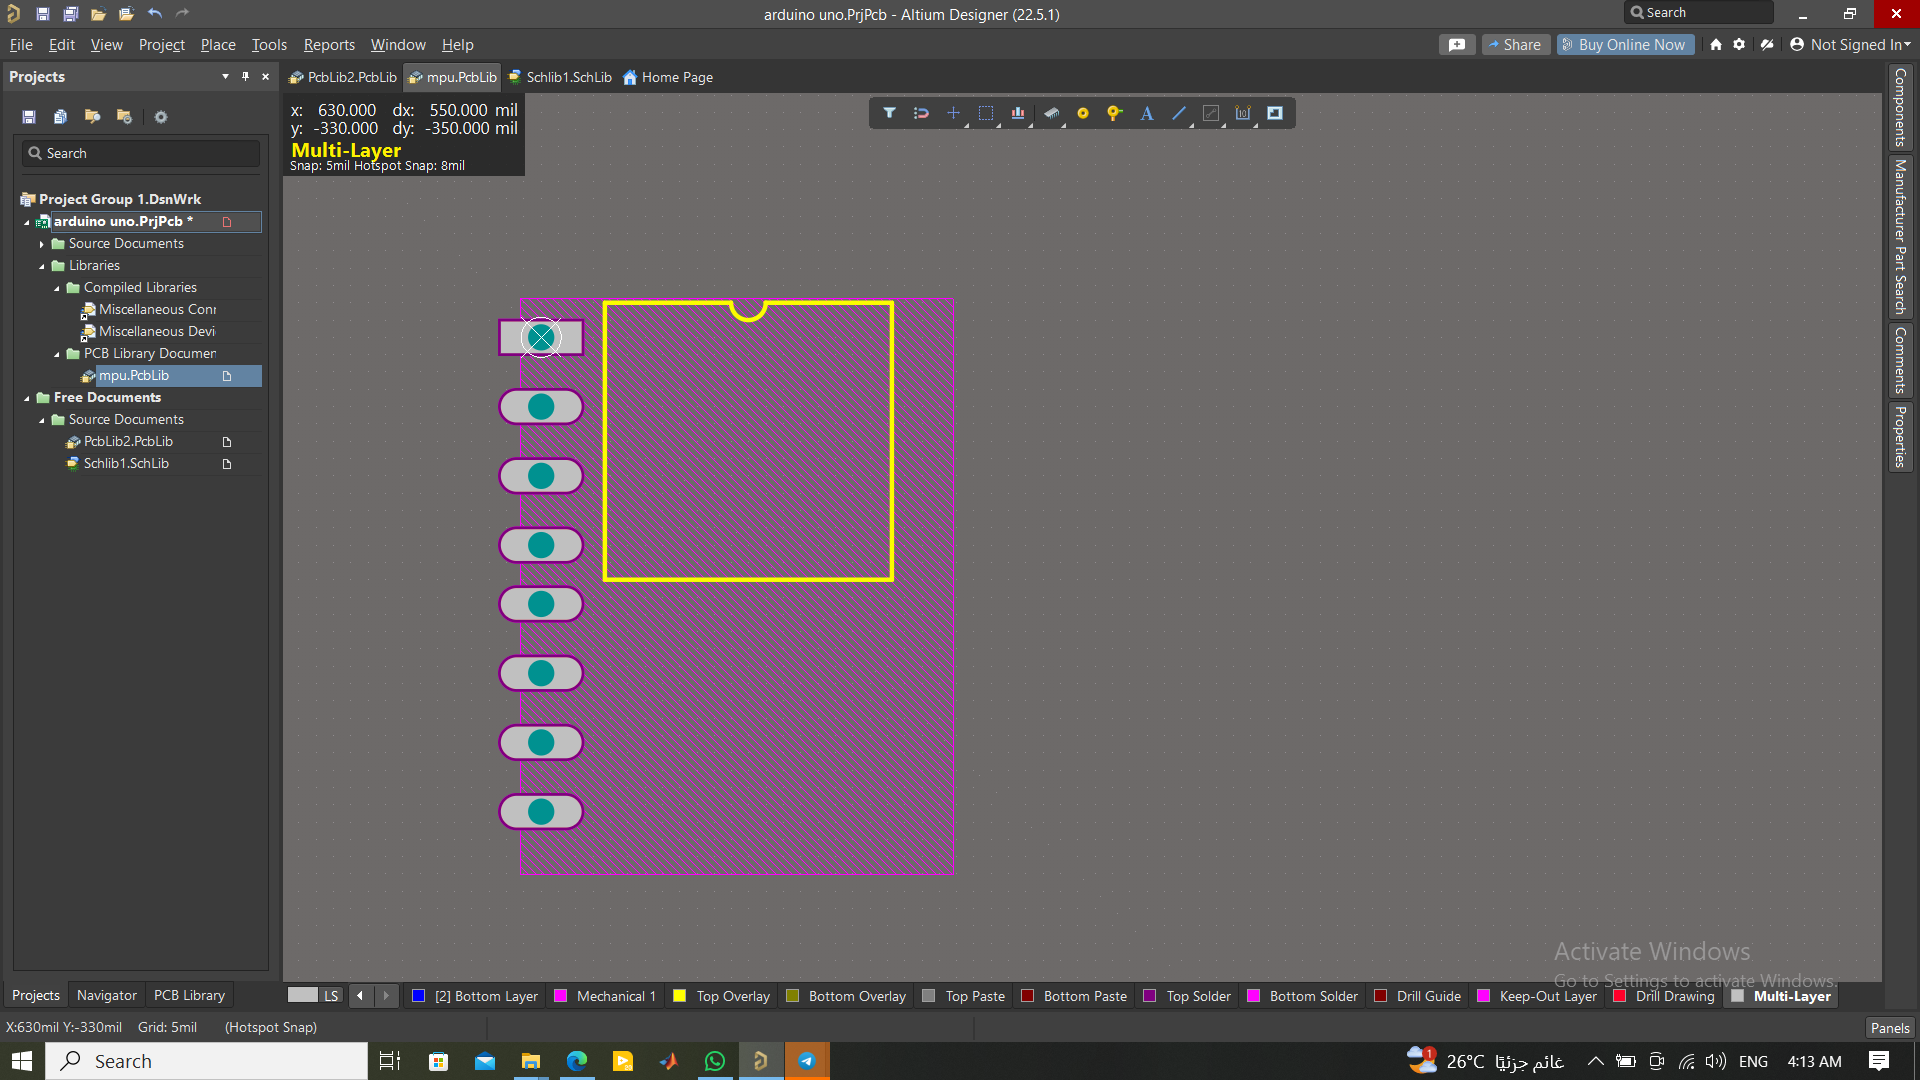 arduino uno.PrjPcb - Altium Designer (22.5.1)
Search
File Edit View Project Place Tools Reports Window Help
Share
Buy Online Now
Not Signed In
Projects
PcbLib2.PcbLib
mpu.PcbLib
Schlib1.SchLib
Home Page
x: 630.000 dx: 550.000 mil
y: -330.000 dy: -350.000 mil
Multi-Layer
Snap: 5mil Hotspot Snap: 8mil
Search
Project Group 1.DsnWrk
arduino uno.PrjPcb *
Source Documents
Libraries
Compiled Libraries
Miscellaneous Conr
Miscellaneous Devi
PCB Library Documen
mpu.PcbLib
Free Documents
Source Documents
PcbLib2.PcbLib
Schlib1.SchLib
Components
Manufacturer Part Search
Comments
Properties
Activate Windows
Go to Settings to activate Windows.
Projects
Navigator
PCB Library
LS
[2] Bottom Layer
Mechanical 1
Top Overlay
Bottom Overlay
Top Paste
Bottom Paste
Top Solder
Bottom Solder
Drill Guide
Keep-Out Layer
Drill Drawing
Multi-Layer
X:630mil Y:-330mil Grid: 5mil (Hotspot Snap)
Panels
Search
1
26°C غائم جزئيًا
ENG
4:13 AM